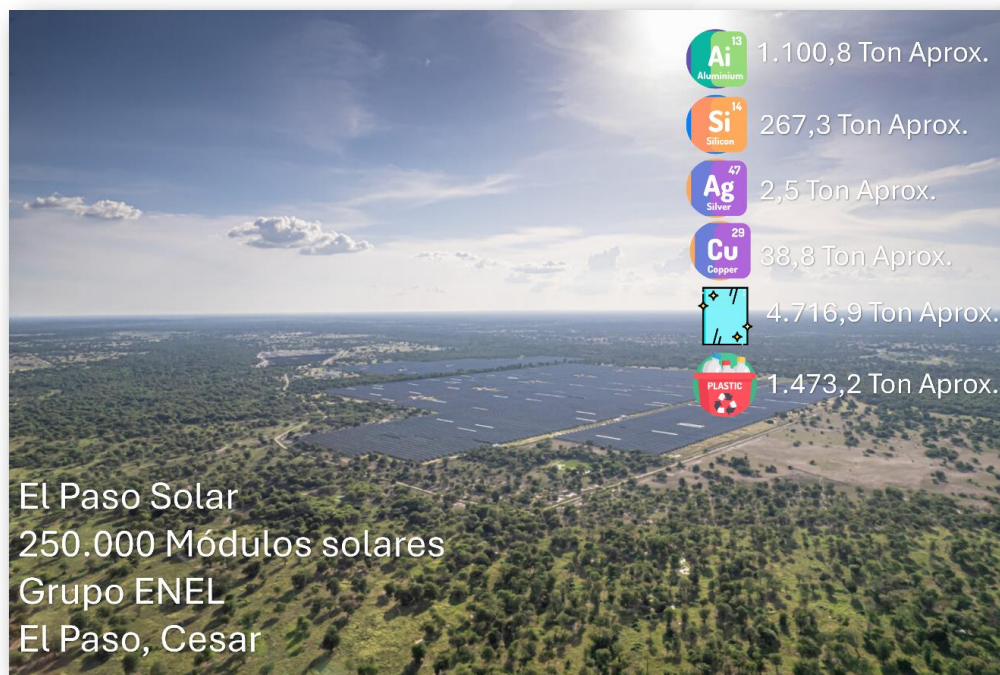 13
Ai
Aluminium
1.100,8 Ton Aprox.
14
Si
Silicon
267,3 Ton Aprox.
47
Ag
Silver
2,5 Ton Aprox.
29
Cu
Copper
38,8 Ton Aprox.
4.716,9 Ton Aprox.
PLASTIC
1.473,2 Ton Aprox.
El Paso Solar
250.000 Módulos solares
Grupo ENEL
El Paso, Cesar